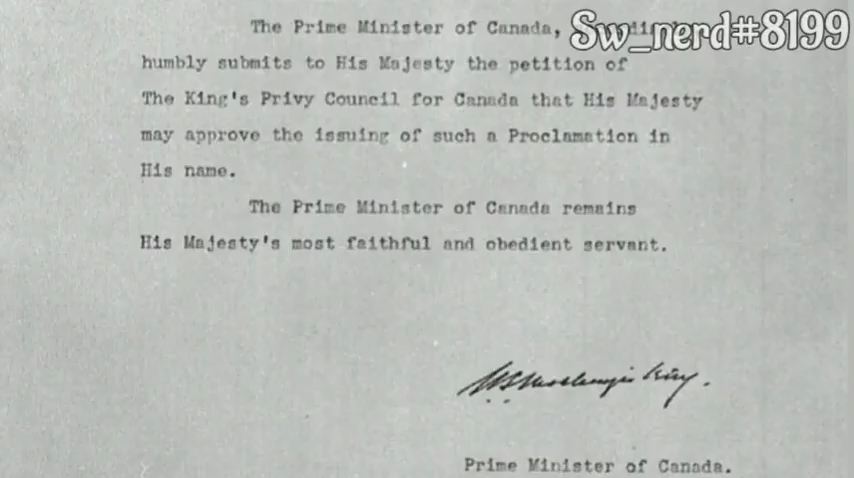 The Prime Minister of Canada,
Sw_nerd#8199
humbly submits to His Majesty the petition of
The King's Privy Council for Canada that His Majesty
may approve the issuing of such a Proclamation in
His name.
The Prime Minister of Canada remains
His Majesty's most faithful and obedient servant.
W L Mackenzie King.
Prime Minister of Canada.